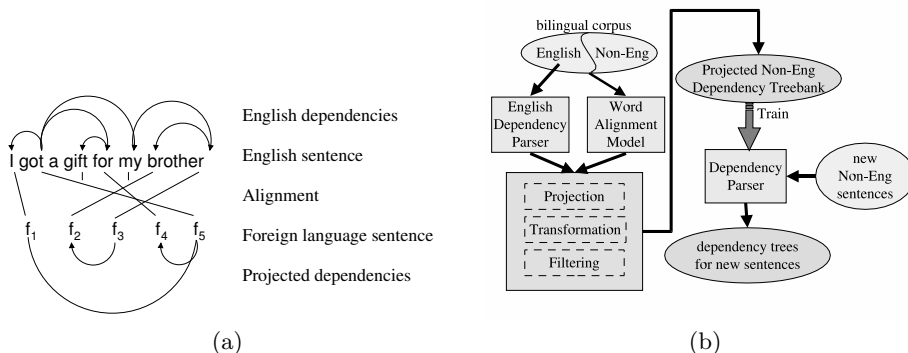 English dependencies
I got a gift for my brother
English sentence
Alignment
f1 f2 f3 f4 f5
Foreign language sentence
Projected dependencies
(a)
bilingual corpus
English
Non-Eng
English
Dependency
Parser
Word
Alignment
Model
Projection
Transformation
Filtering
Projected Non-Eng
Dependency Treebank
Train
Dependency
Parser
new
Non-Eng
sentences
dependency trees
for new sentences
(b)